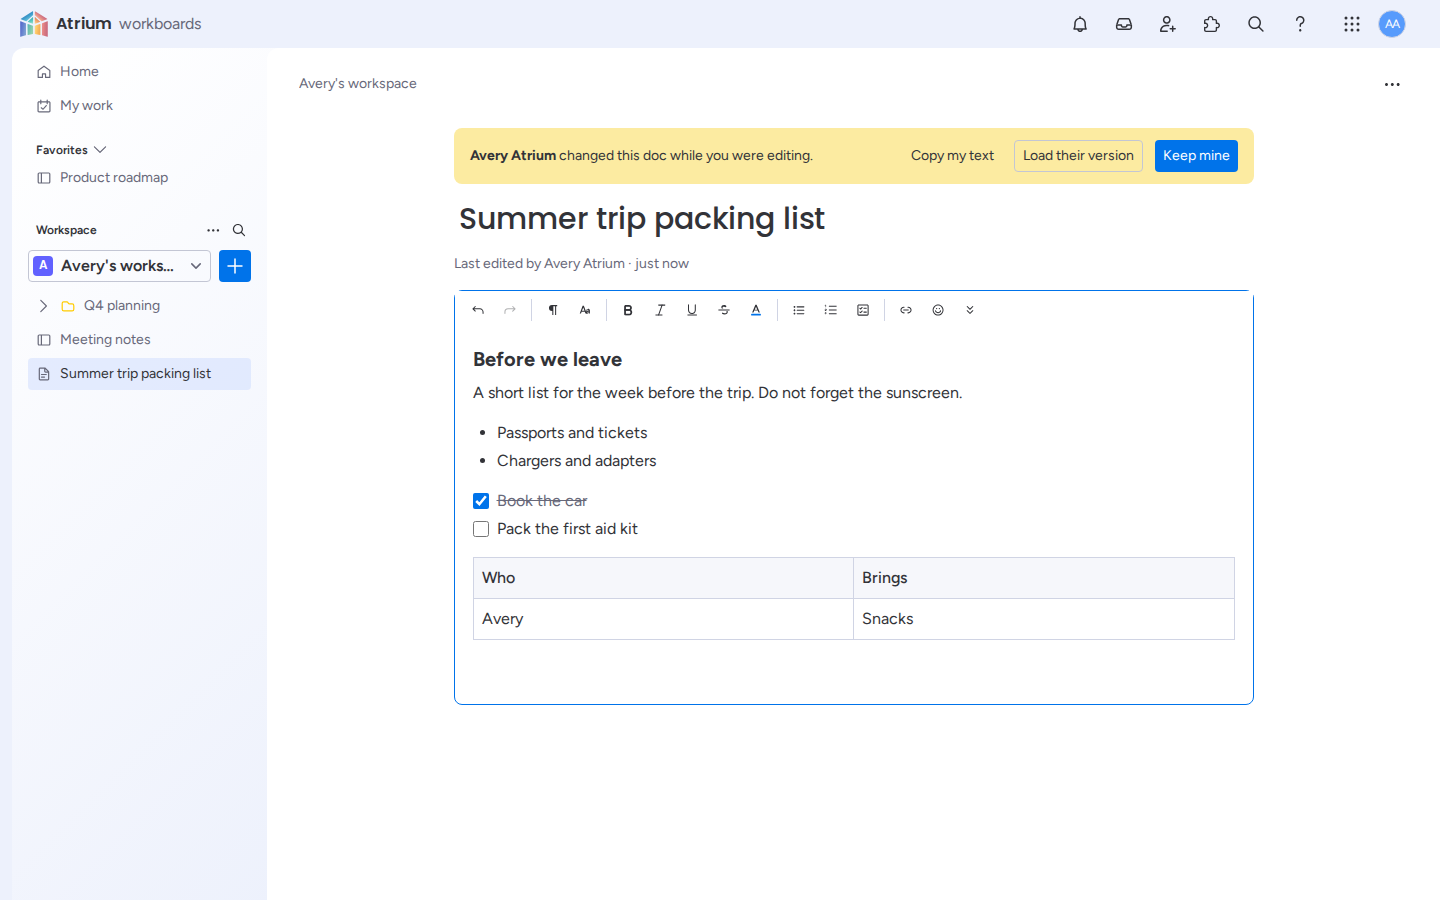 Atrium workboards
AA
Home
My work
Favorites
Product roadmap
Workspace
A Avery's works...
Q4 planning
Meeting notes
Summer trip packing list
Avery's workspace
Avery Atrium changed this doc while you were editing. Copy my text Load their version Keep mine
Summer trip packing list
Last edited by Avery Atrium · just now
Before we leave
A short list for the week before the trip. Do not forget the sunscreen.
• Passports and tickets
• Chargers and adapters
Book the car
Pack the first aid kit
Who Brings
Avery Snacks